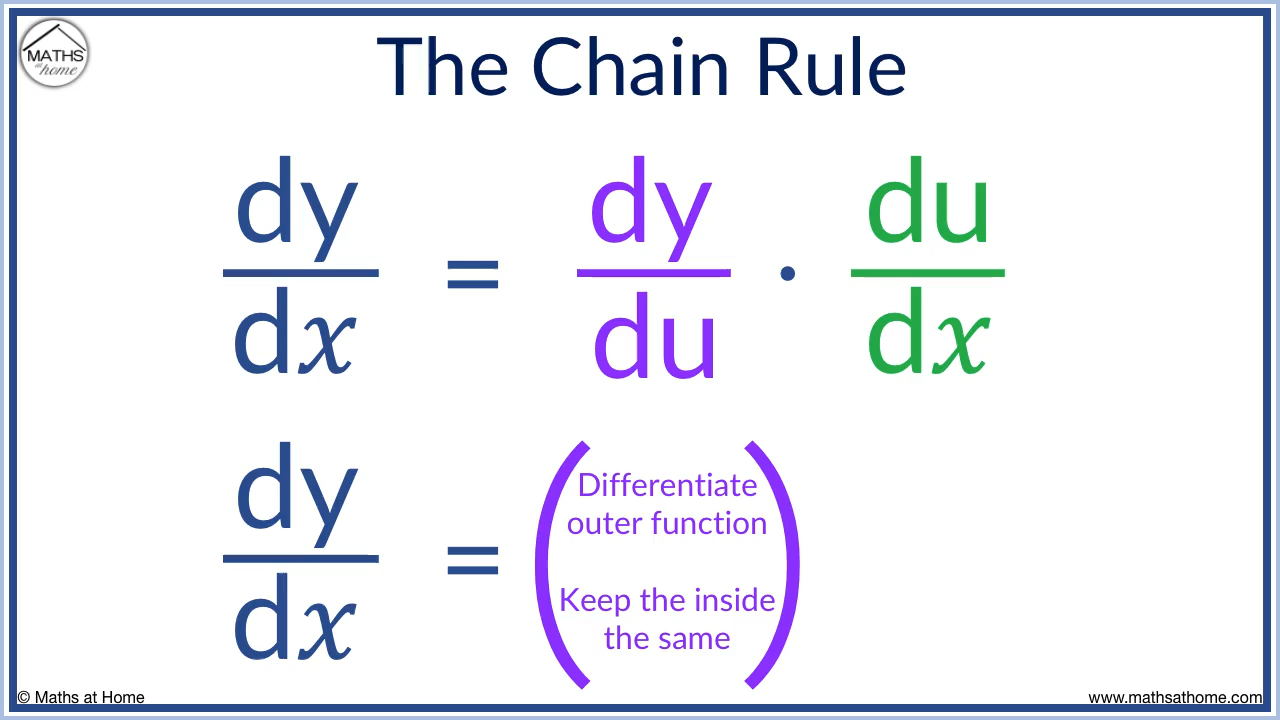 MATHS
at
home
The Chain Rule
dy/dx = dy/du · du/dx
dy/dx = (Differentiate
outer function
Keep the inside
the same)
© Maths at Home
www.mathsathome.com